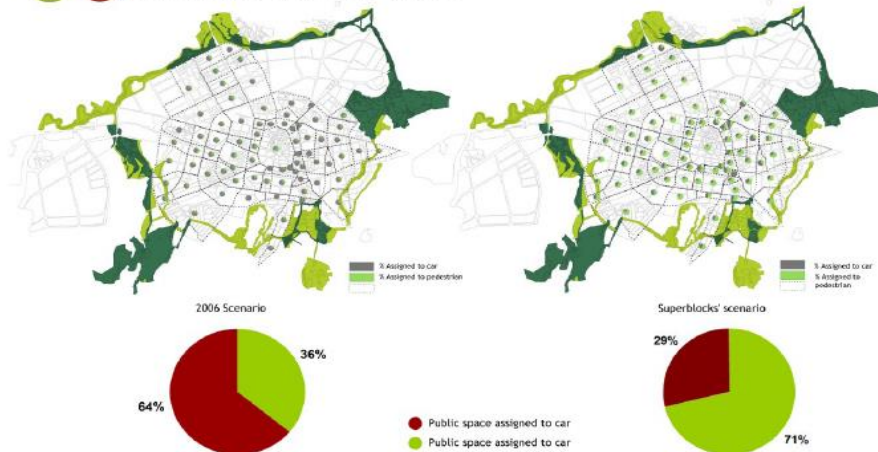 % Assigned to car
% Assigned to pedestrian
2006 Scenario
% Assigned to car
% Assigned to
pedestrian
Superblocks' scenario
36%
64%
29%
71%
Public space assigned to car
Public space assigned to car